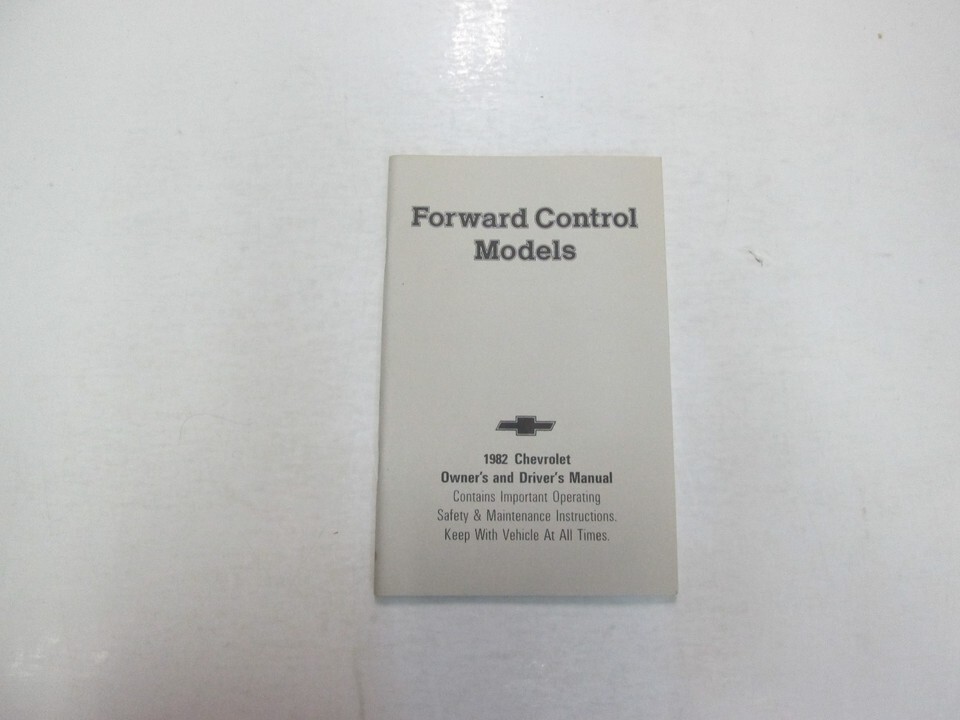 Forward Control
Models
1982 Chevrolet
Owner's and Driver's Manual
Contains Important Operating
Safety & Maintenance Instructions.
Keep With Vehicle At All Times.